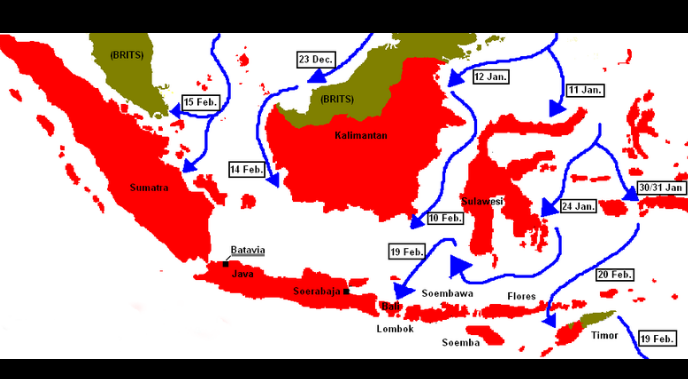 (BRITS)
23 Dec.
12 Jan.
11 Jan.
15 Feb.
(BRITS)
Kalimantan
14 Feb.
Sumatra
30/31 Jan
Sulawesi
24 Jan.
10 Feb.
Batavia
19 Feb.
Java
20 Feb.
Seerabaja
Soembawa
Flores
Bali
Lombok
Soemba
Timor
19 Feb.